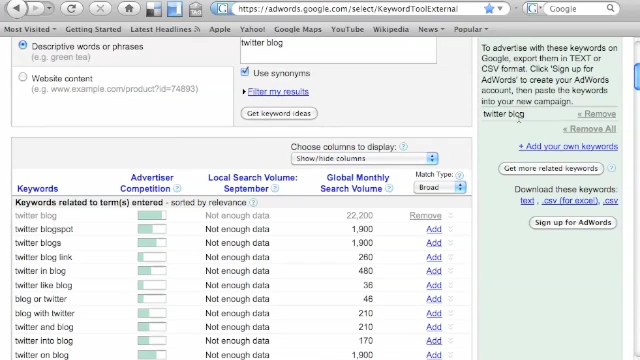 https://adwords.google.com/select/KeywordToolExternal
Google
Most Visited
Getting Started
Latest Headlines
Apple
Yahoo!
Google Maps
YouTube
Wikipedia
News
Popular
Descriptive words or phrases
(e.g. green tea)
Website content
(e.g. www.example.com/product?id=74893)
twitter blog
Use synonyms
Filter my results
Get keyword ideas
Choose columns to display: ?
Show/hide columns
Keywords
Advertiser Competition ?
Local Search Volume: September ?
Global Monthly Search Volume ?
Match Type: ?
Broad
Keywords related to term(s) entered - sorted by relevance ?
twitter blog Not enough data 22,200 Remove
twitter blogspot Not enough data 1,900 Add
twitter blogs Not enough data 1,900 Add
twitter blog link Not enough data 260 Add
twitter in blog Not enough data 480 Add
twitter like blog Not enough data 36 Add
blog or twitter Not enough data 46 Add
blog with twitter Not enough data 210 Add
twitter and blog Not enough data 210 Add
twitter into blog Not enough data 170 Add
twitter on blog Not enough data 1,900 Add
To advertise with these keywords on
Google, export them in TEXT or
CSV format. Click 'Sign up for
AdWords' to create your AdWords
account, then paste the keywords
into your new campaign.
twitter blog « Remove
« Remove All
+ Add your own keywords
Get more related keywords ?
Download these keywords:
text, .csv (for excel), .csv
Sign up for AdWords